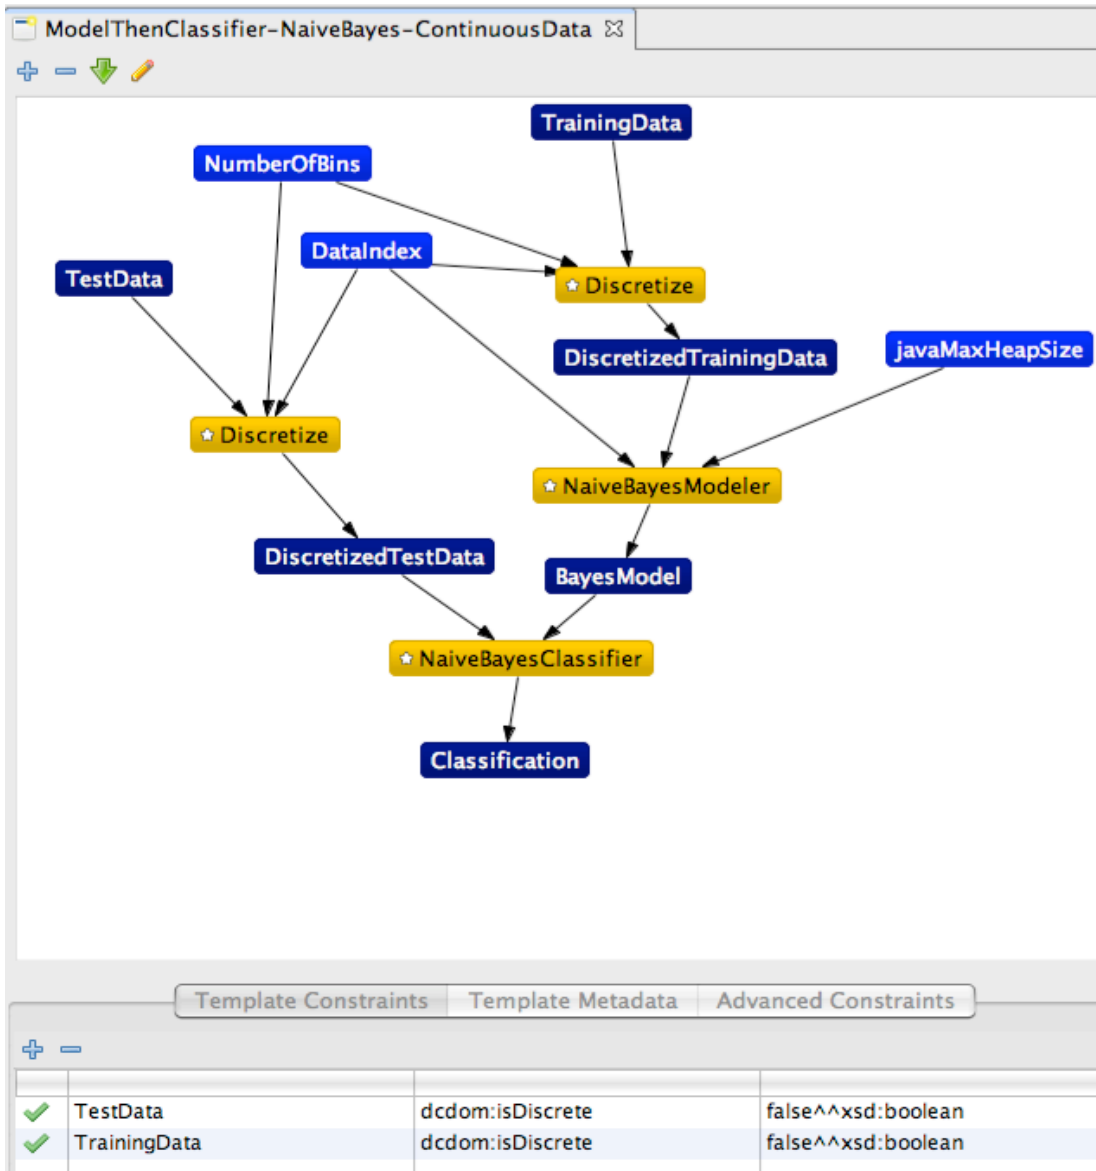 ModelThenClassifier-NaiveBayes-ContinuousData
TrainingData
NumberOfBins
DataIndex
TestData
Discretize
DiscretizedTrainingData
javaMaxHeapSize
Discretize
NaiveBayesModeler
DiscretizedTestData
BayesModel
NaiveBayesClassifier
Classification
Template Constraints Template Metadata Advanced Constraints
TestData dcdom:isDiscrete false^^xsd:boolean
TrainingData dcdom:isDiscrete false^^xsd:boolean